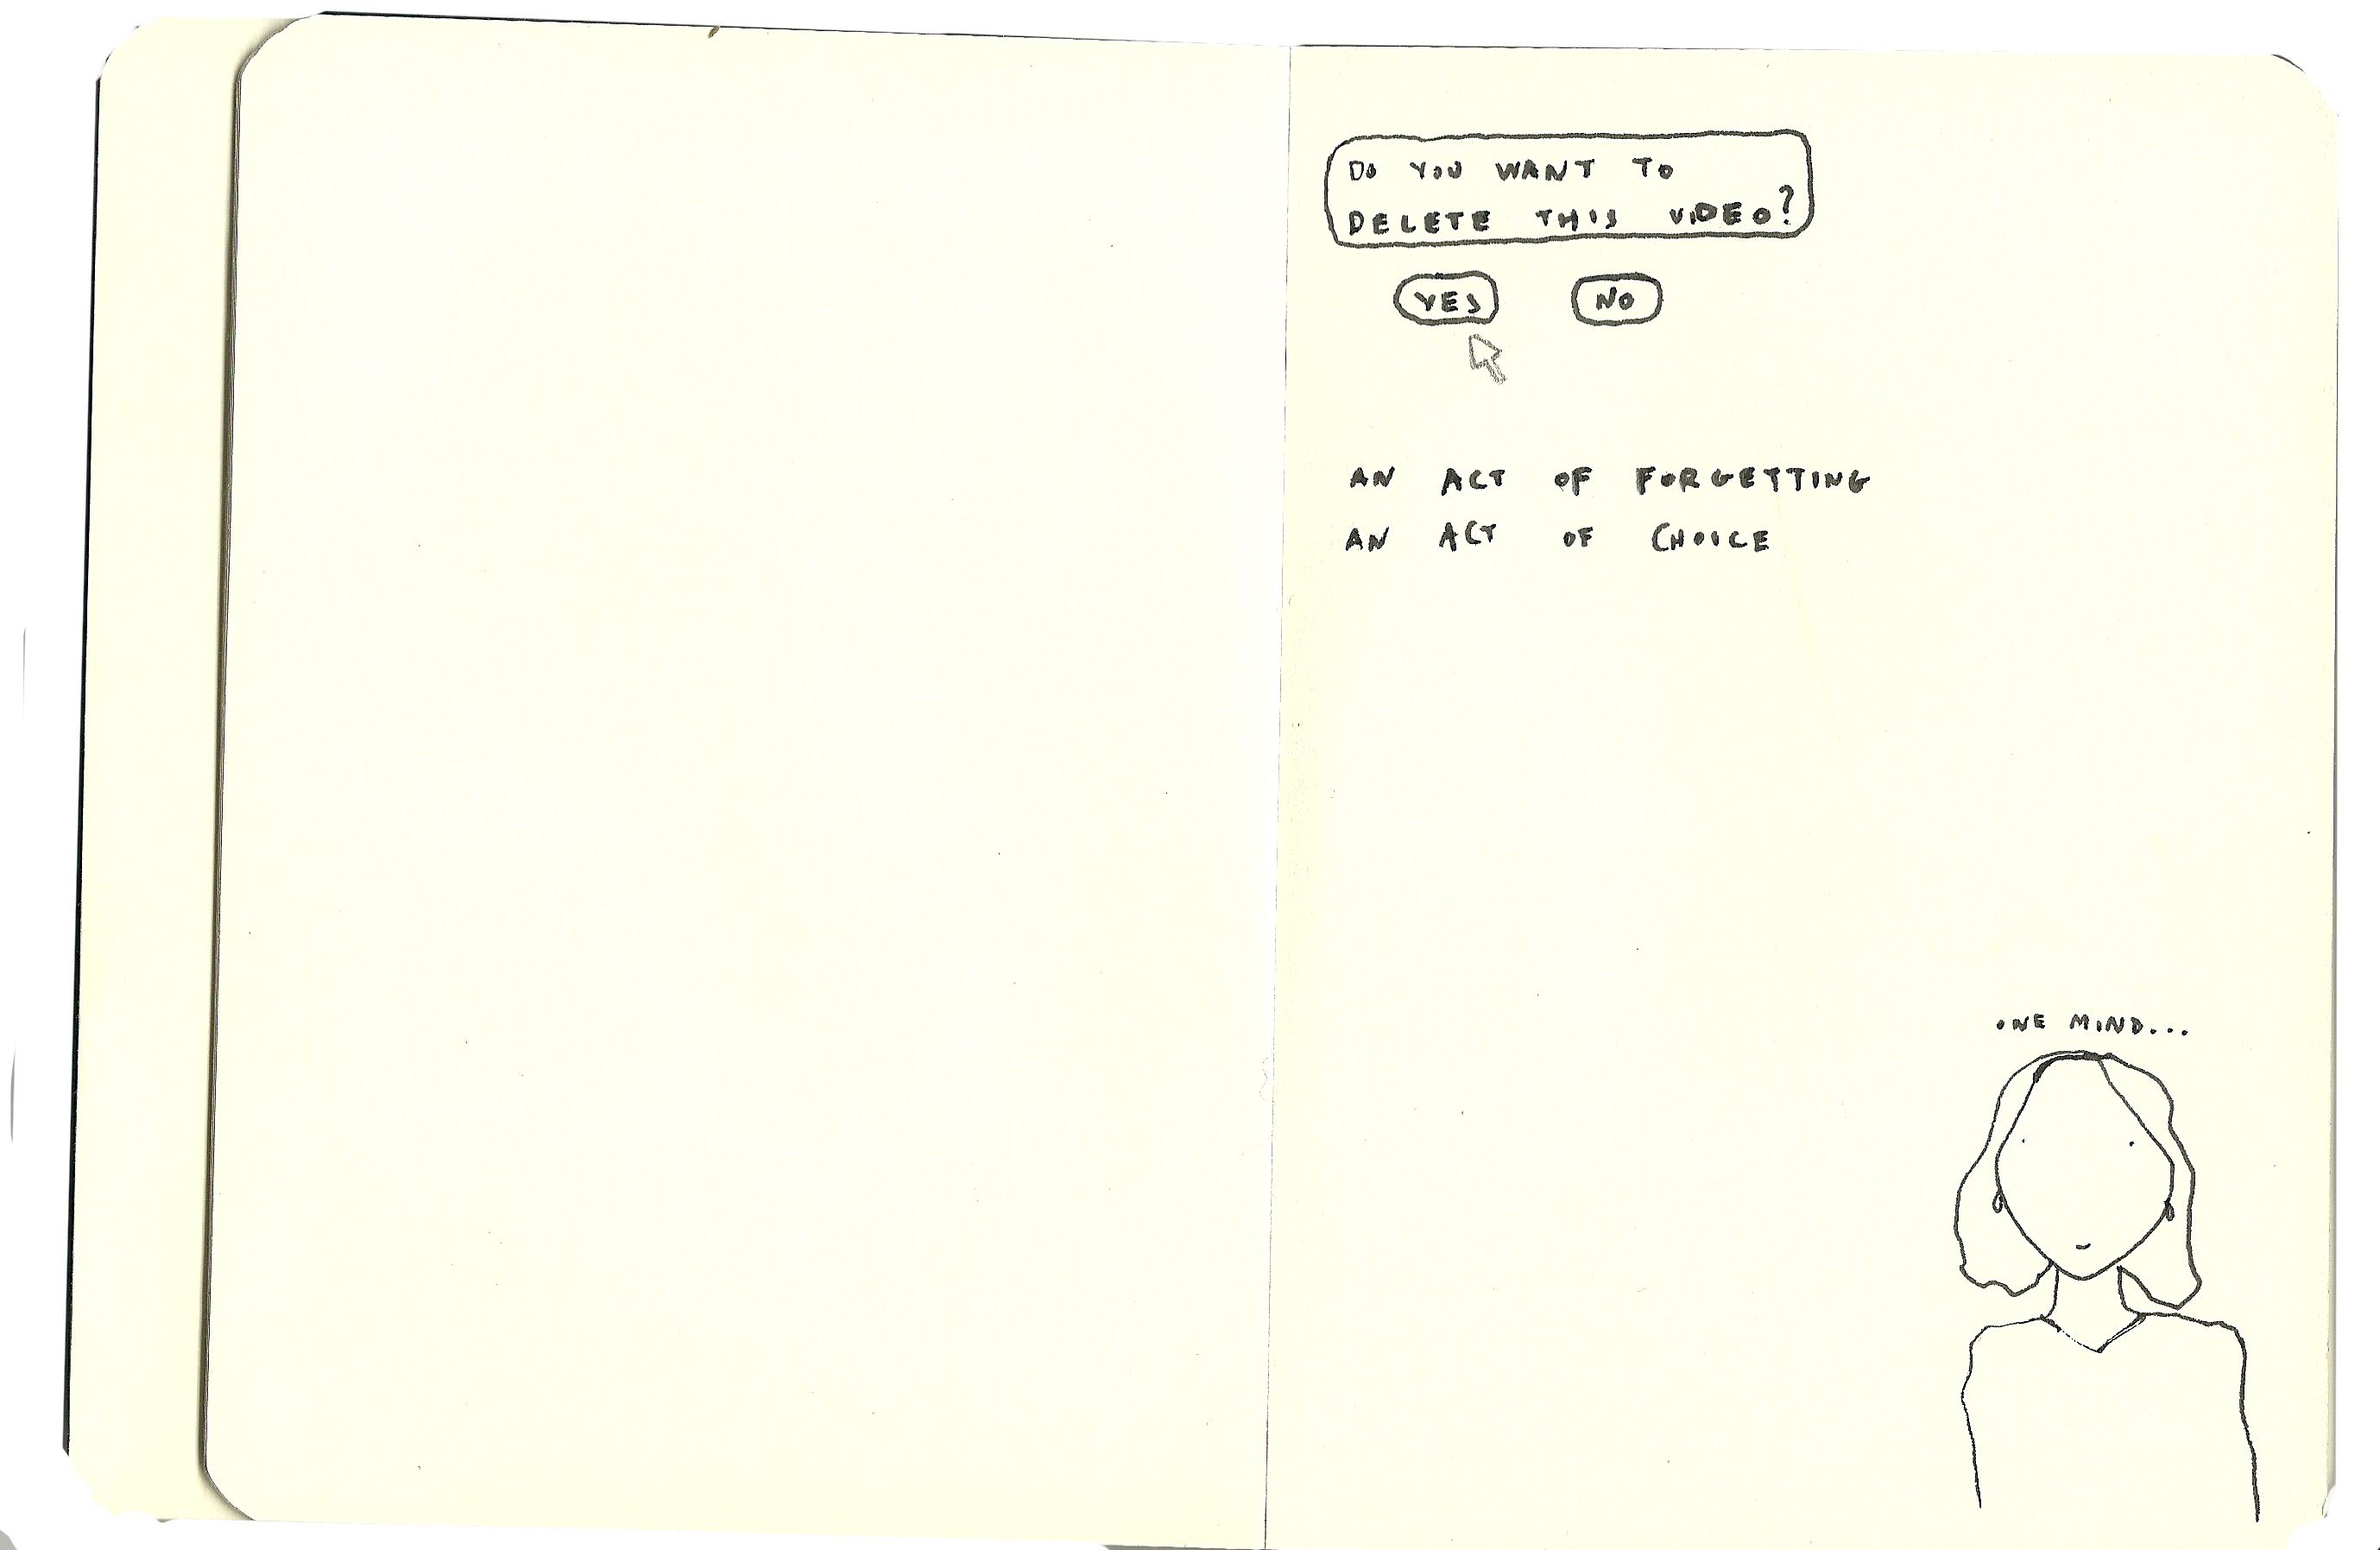 DO YOU WANT TO
DELETE THIS VIDEO?
YES NO
AN ACT OF FORGETTING
AN ACT OF CHOICE
ONE MIND...